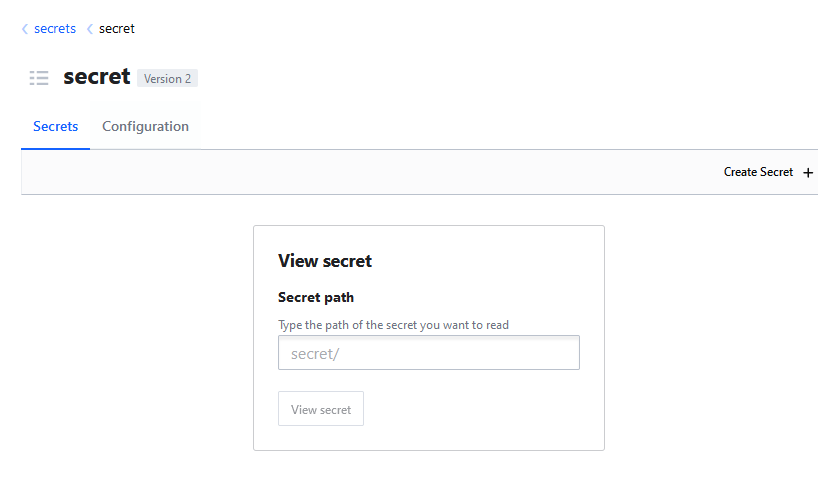 secrets secret
secret Version 2
Secrets Configuration
Create Secret +
View secret
Secret path
Type the path of the secret you want to read
secret/
View secret